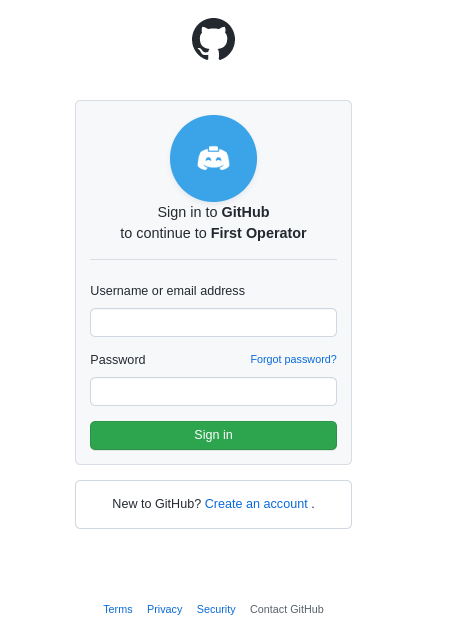 Sign in to GitHub
to continue to First Operator
Username or email address
Password Forgot password?
Sign in
New to GitHub? Create an account .
Terms Privacy Security Contact GitHub